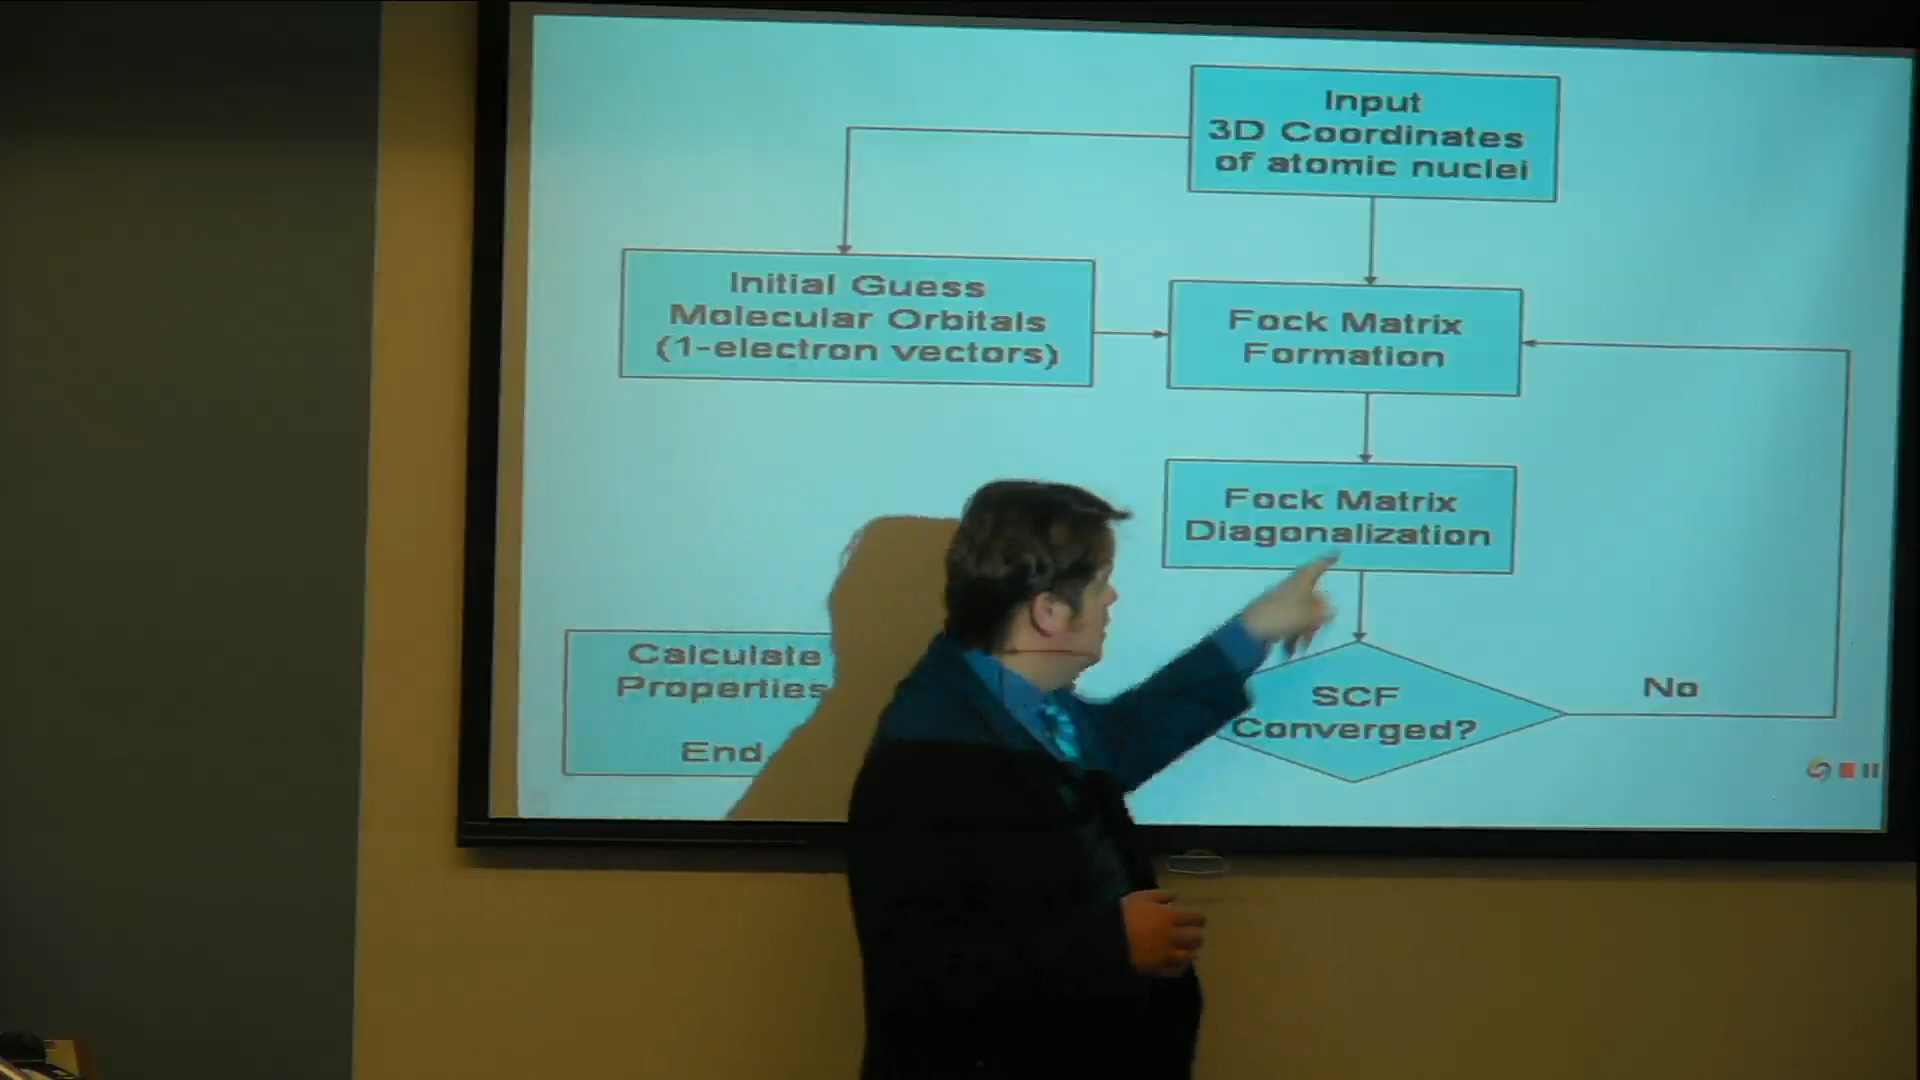 Input
3D Coordinates
of atomic nuclei
Initial Guess
Molecular Orbitals
(1-electron vectors)
Fock Matrix
Formation
Fock Matrix
Diagonalization
SCF
Converged?
No
Calculate
Properties
End